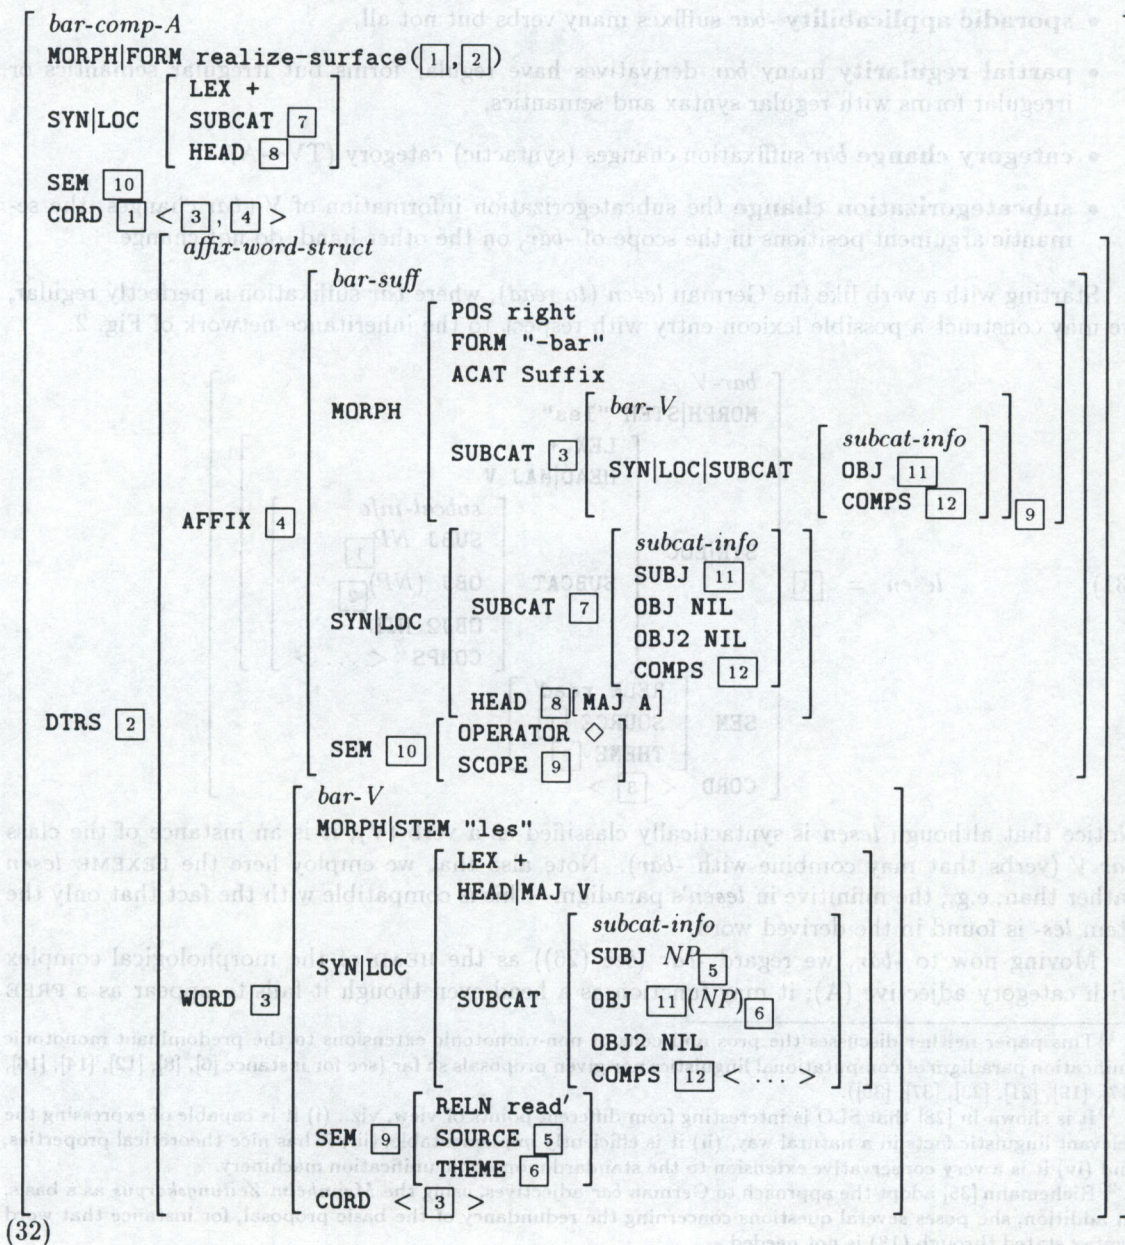 bar-comp-A
MORPH|FORM realize-surface([1], [2])
LEX +
SYN|LOC SUBCAT [7]
HEAD [8]
SEM [10]
CORD [1] < [3], [4] >
affix-word-struct
bar-suff
POS right
FORM "-bar"
ACAT Suffix
MORPH
bar-V
SUBCAT [3]
subcat-info
SYN|LOC|SUBCAT OBJ [11]
COMPS [12]
[9]
AFFIX [4]
subcat-info
SUBJ [11]
SUBCAT [7] OBJ NIL
SYN|LOC
OBJ2 NIL
COMPS [12]
HEAD [8] [MAJ A]
DTRS [2]
OPERATOR ◇
SEM [10]
SCOPE [9]
bar-V
MORPH|STEM "les"
LEX +
HEAD|MAJ V
subcat-info
SUBJ NP [5]
SYN|LOC
SUBCAT OBJ [11] (NP) [6]
WORD [3]
OBJ2 NIL
COMPS [12] < ... >
RELN read'
SEM [9] SOURCE [5]
THEME [6]
CORD < [3] >
(32)